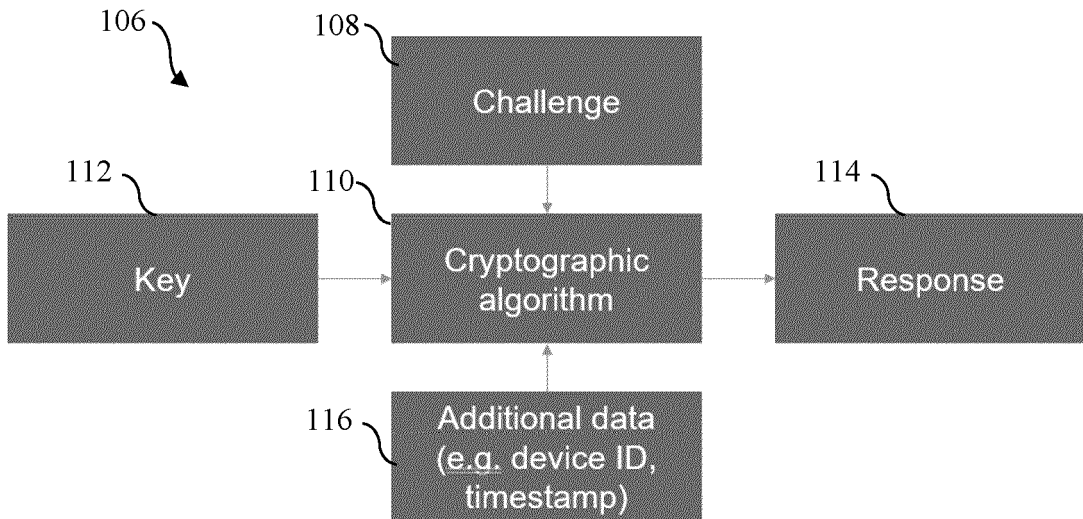 106
108
Challenge
112
110
114
Key
Cryptographic
algorithm
Response
116
Additional data
(e.g. device ID,
timestamp)